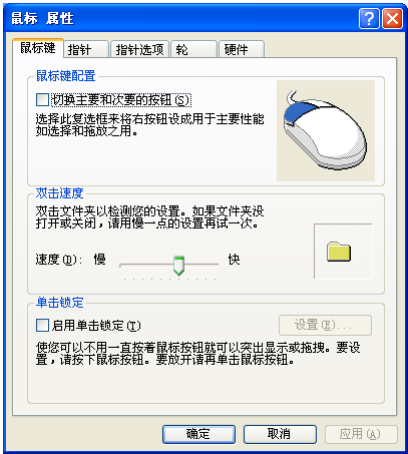 鼠标 属性
鼠标键 指针 指针选项 轮 硬件
鼠标键配置
切换主要和次要的按钮(S)
选择此复选框来将右按钮设成用于主要性能
如选择和拖放之用。
双击速度
双击文件夹以检测您的设置。如果文件夹没
打开或关闭，请用慢一点的设置再试一次。
速度(D): 慢 快
单击锁定
启用单击锁定(T) 设置(E)...
使您可以不用一直按着鼠标按钮就可以突出显示或拖拽。要设
置，请按下鼠标按钮。要放开请再单击鼠标按钮。
确定 取消 应用(A)